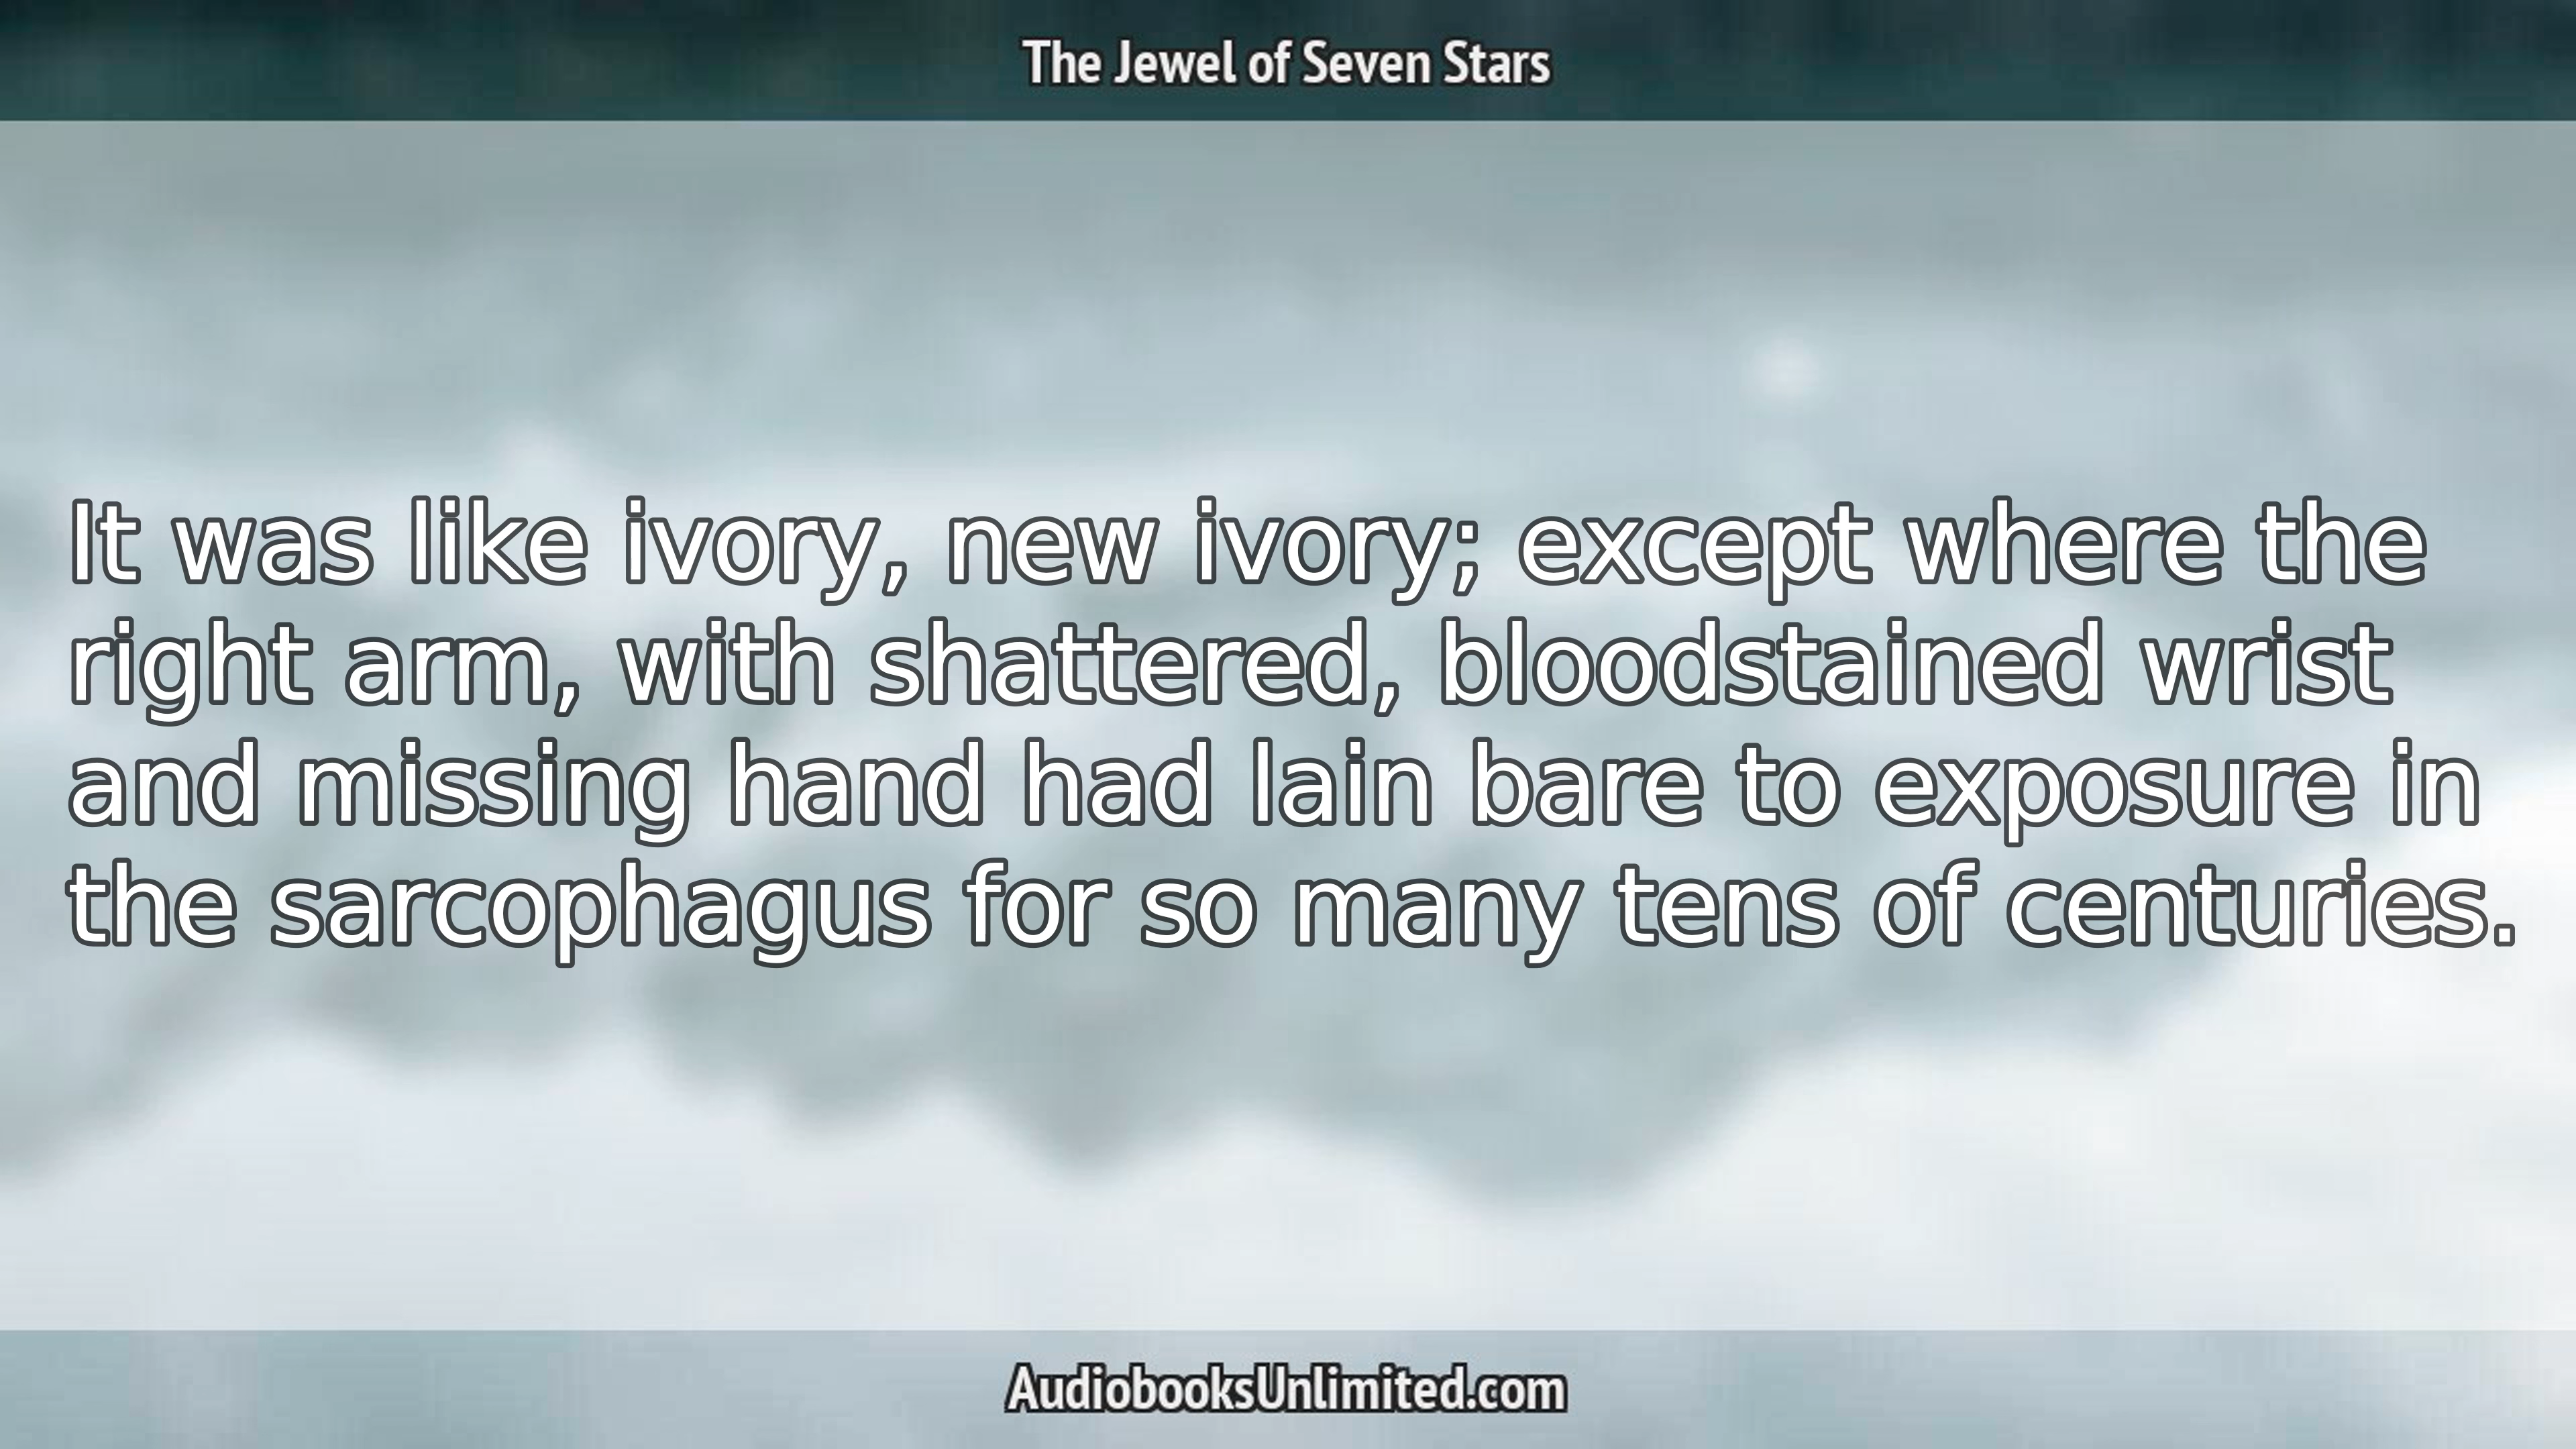 The Jewel of Seven Stars
It was like ivory, new ivory; except where the
right arm, with shattered, bloodstained wrist
and missing hand had lain bare to exposure in
the sarcophagus for so many tens of centuries.
AudiobooksUnlimited.com